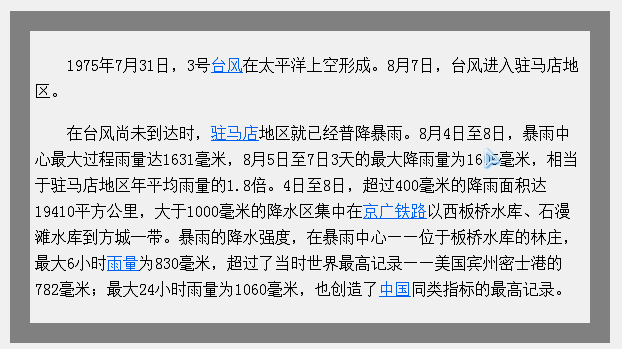 1975年7月31日，3号台风在太平洋上空形成。8月7日，台风进入驻马店地
区。
在台风尚未到达时，驻马店地区就已经普降暴雨。8月4日至8日，暴雨中
心最大过程雨量达1631毫米，8月5日至7日3天的最大降雨量为16毫米，相当
于驻马店地区年平均雨量的1.8倍。4日至8日，超过400毫米的降雨面积达
19410平方公里，大于1000毫米的降水区集中在京广铁路以西板桥水库、石漫
滩水库到方城一带。暴雨的降水强度，在暴雨中心——位于板桥水库的林庄，
最大6小时雨量为830毫米，超过了当时世界最高记录——美国宾州密士港的
782毫米；最大24小时雨量为1060毫米，也创造了中国同类指标的最高记录。